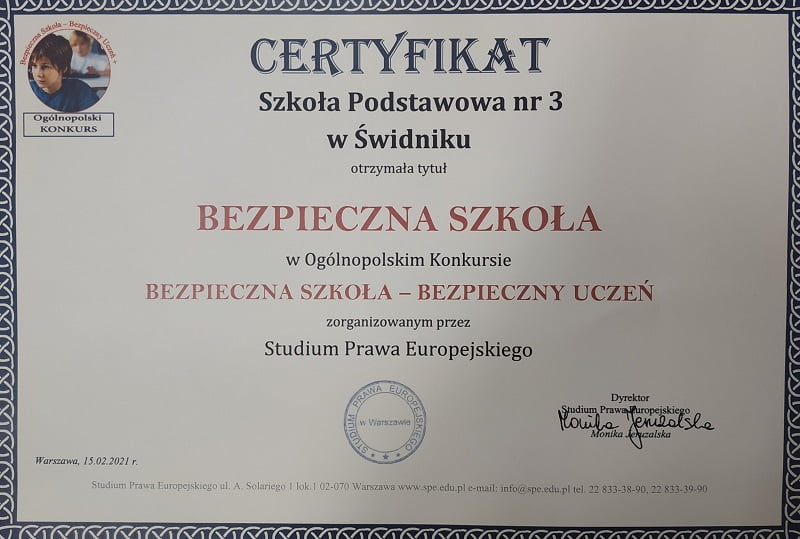 Bezpieczna Szkoła – Bezpieczny Uczeń +
Ogólnopolski
KONKURS
CERTYFIKAT
Szkoła Podstawowa nr 3
w Świdniku
otrzymała tytuł
BEZPIECZNA SZKOŁA
w Ogólnopolskim Konkursie
BEZPIECZNA SZKOŁA – BEZPIECZNY UCZEŃ
zorganizowanym przez
Studium Prawa Europejskiego
STUDIUM PRAWA EUROPEJSKIEGO
w Warszawie
Dyrektor
Studium Prawa Europejskiego
Monika Jeruzalska
Monika Jeruzalska
Warszawa, 15.02.2021 r.
Studium Prawa Europejskiego ul. A. Solariego 1 lok.1 02-070 Warszawa www.spe.edu.pl e-mail: info@spe.edu.pl tel. 22 833-38-90, 22 833-39-90